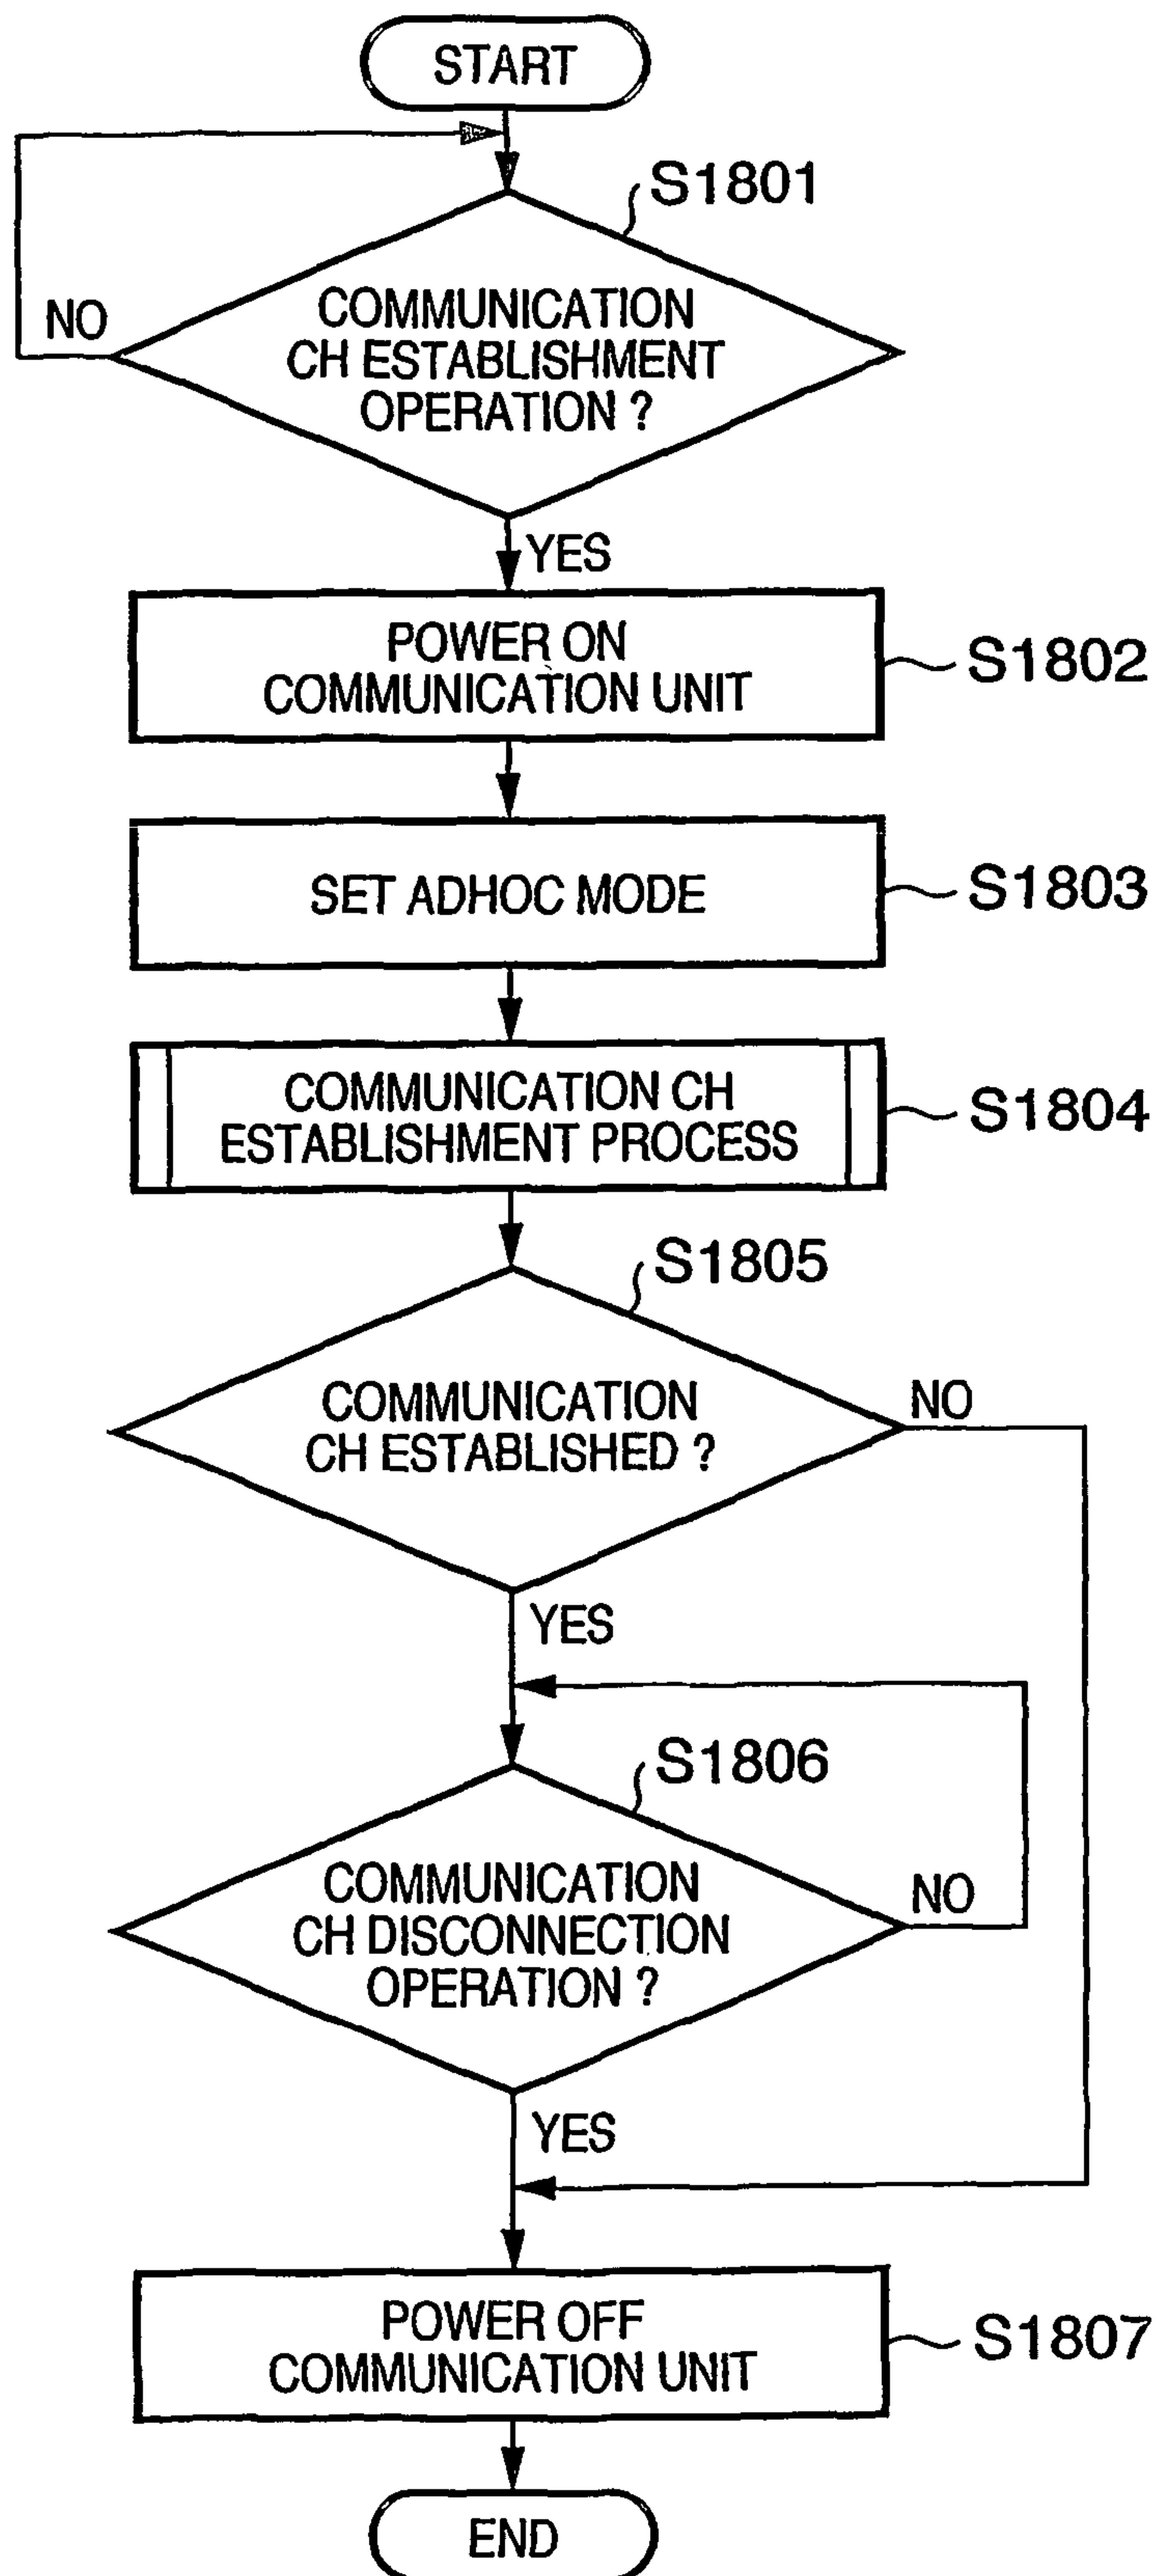 START
S1801
COMMUNICATION
CH ESTABLISHMENT
OPERATION ?
NO
YES
POWER ON
COMMUNICATION UNIT
S1802
SET ADHOC MODE
S1803
COMMUNICATION CH
ESTABLISHMENT PROCESS
S1804
S1805
COMMUNICATION
CH ESTABLISHED ?
NO
YES
S1806
COMMUNICATION
CH DISCONNECTION
OPERATION ?
NO
YES
POWER OFF
COMMUNICATION UNIT
S1807
END